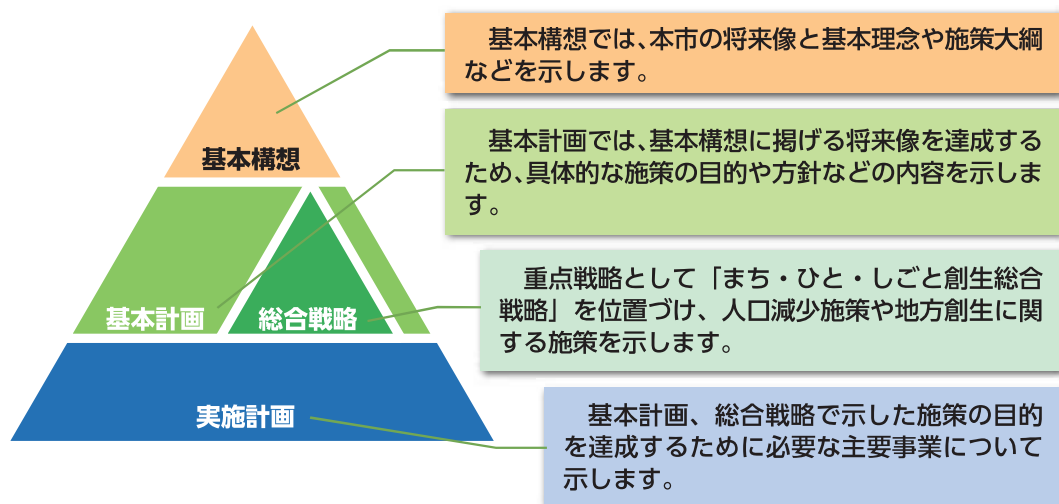 基本構想では、本市の将来像と基本理念や施策大綱
などを示します。
基本構想
基本計画では、基本構想に掲げる将来像を達成する
ため、具体的な施策の目的や方針などの内容を示しま
す。
基本計画
総合戦略
重点戦略として「まち・ひと・しごと創生総合
戦略」を位置づけ、人口減少施策や地方創生に関
する施策を示します。
実施計画
基本計画、総合戦略で示した施策の目的
を達成するために必要な主要事業について
示します。